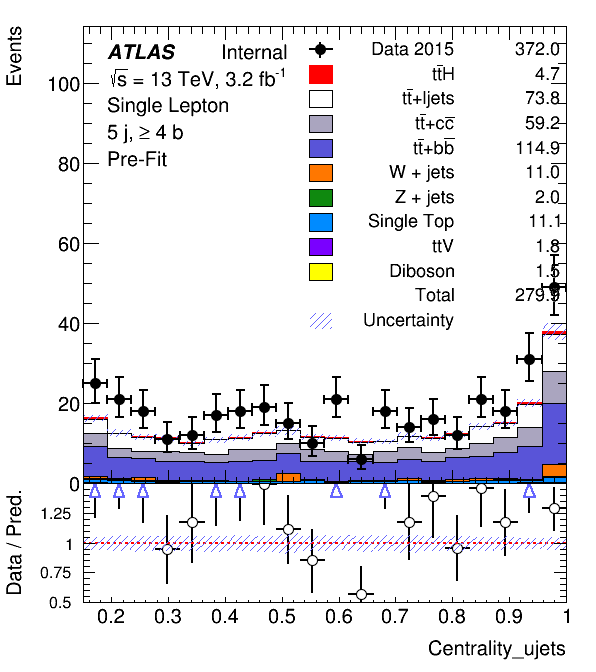 Events
ATLAS Internal
√s = 13 TeV, 3.2 fb⁻¹
Single Lepton
5 j, ≥ 4 b
Pre-Fit
Data 2015 372.0
tt̄H 4.7
tt̄+ljets 73.8
tt̄+cc̄ 59.2
tt̄+bb̄ 114.9
W + jets 11.0
Z + jets 2.0
Single Top 11.1
ttV 1.8
Diboson 1.5
Total 279.9
Uncertainty
100
80
60
40
20
0
Data / Pred.
1.25
1
0.75
0.5
0.2 0.3 0.4 0.5 0.6 0.7 0.8 0.9 1
Centrality_ujets